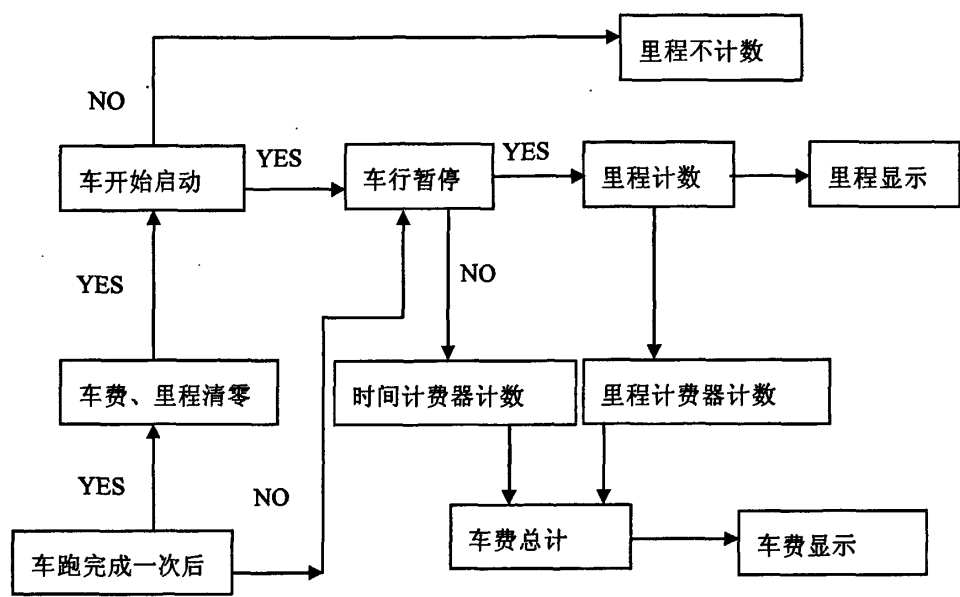 里程不计数
NO
车开始启动
YES
车行暂停
YES
里程计数
里程显示
YES
NO
车费、里程清零
时间计费器计数
里程计费器计数
YES
NO
车跑完成一次后
车费总计
车费显示